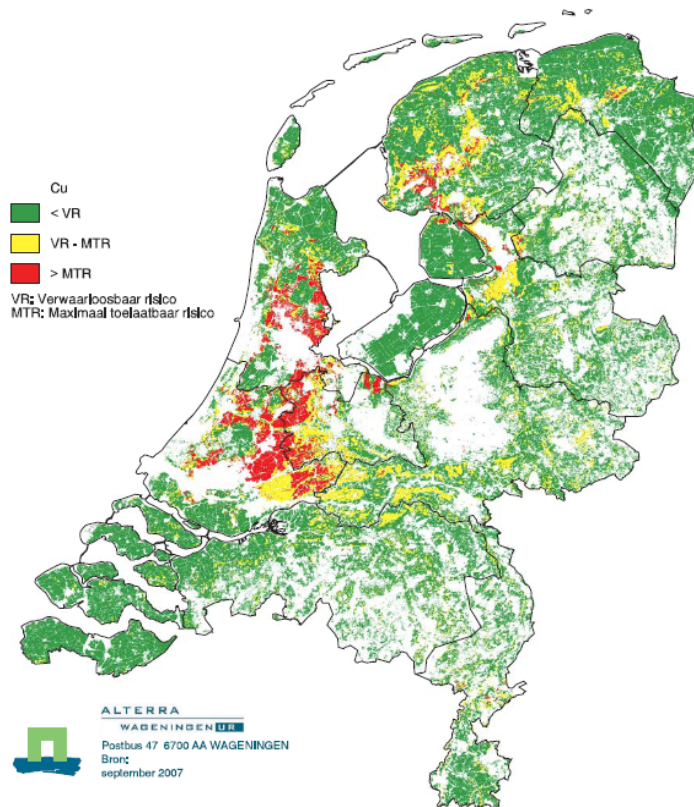 Cu
< VR
VR - MTR
> MTR
VR: Verwaarloosbaar risico
MTR: Maximaal toelaatbaar risico
ALTERRA
WAGENINGEN UR
Postbus 47 6700 AA WAGENINGEN
Bron:
september 2007